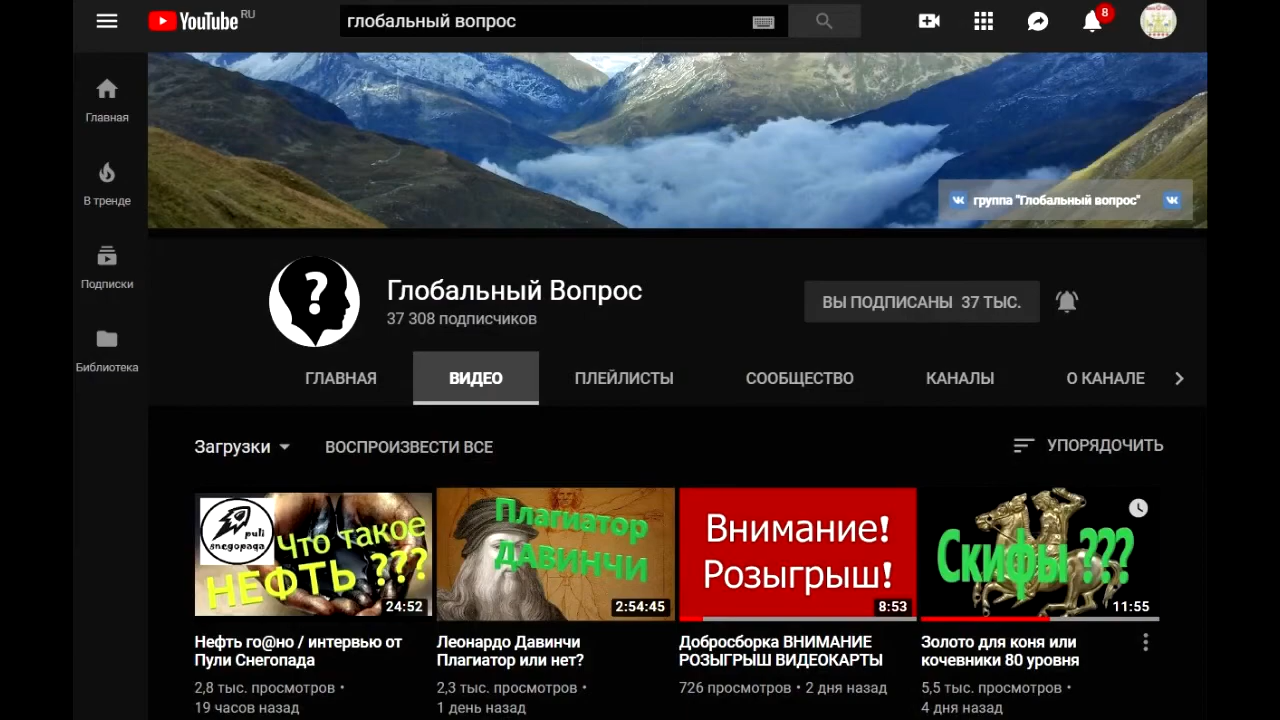 YouTube RU
глобальный вопрос
8
Главная
В тренде
Подписки
Библиотека
группа "Глобальный вопрос"
?
Глобальный Вопрос
37 308 подписчиков
ВЫ ПОДПИСАНЫ 37 ТЫС.
ГЛАВНАЯ ВИДЕО ПЛЕЙЛИСТЫ СООБЩЕСТВО КАНАЛЫ О КАНАЛЕ
Загрузки ВОСПРОИЗВЕСТИ ВСЕ УПОРЯДОЧИТЬ
puli
snegopada
Что такое
НЕФТЬ ???
24:52
Плагиатор
ДАВИНЧИ
2:54:45
Внимание!
Розыгрыш!
8:53
Скифы ???
11:55
Нефть го@но / интервью от
Пули Снегопада
2,8 тыс. просмотров •
19 часов назад
Леонардо Давинчи
Плагиатор или нет?
2,3 тыс. просмотров •
1 день назад
Добросборка ВНИМАНИЕ
РОЗЫГРЫШ ВИДЕОКАРТЫ
726 просмотров • 2 дня назад
Золото для коня или
кочевники 80 уровня
5,5 тыс. просмотров •
4 дня назад